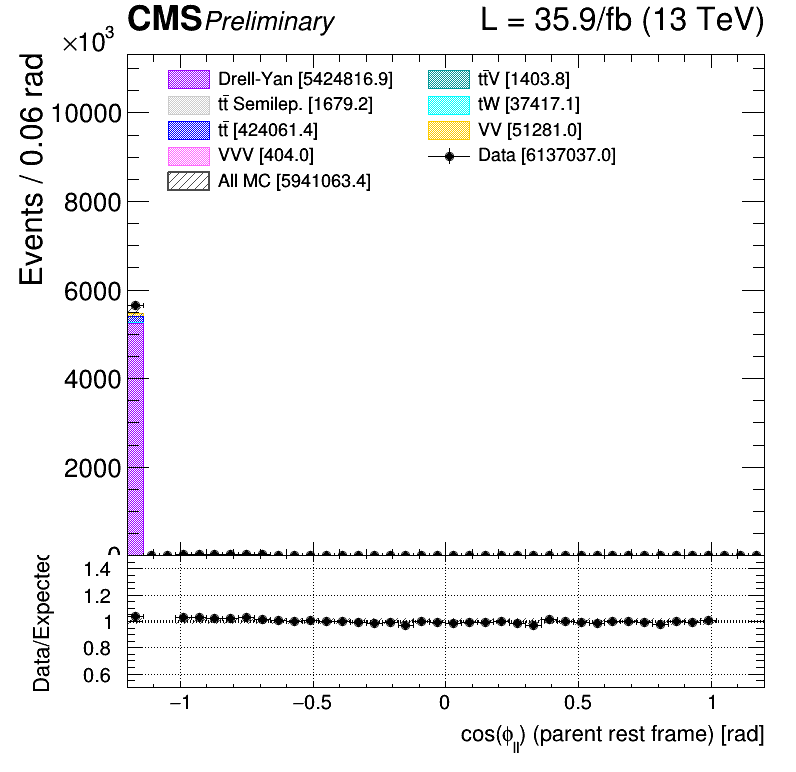 CMS Preliminary L = 35.9/fb (13 TeV)
×10³
Events / 0.06 rad
Drell-Yan [5424816.9]
tt̄ Semilep. [1679.2]
tt̄ [424061.4]
VVV [404.0]
All MC [5941063.4]
tt̄V [1403.8]
tW [37417.1]
VV [51281.0]
Data [6137037.0]
10000
8000
6000
4000
2000
0
Data/Expected
1.4
1.2
1
0.8
0.6
−1 −0.5 0 0.5 1
cos(ϕ_ll) (parent rest frame) [rad]